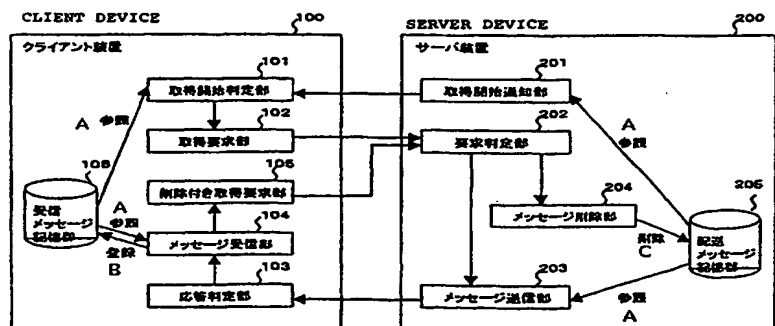 CLIENT DEVICE
100
クライアント装置
101
取得開始判定部
A 参照
102
取得要求部
106
受信
メッセージ
記憶部
105
削除付き取得要求部
A
参照
104
メッセージ受信部
登録
B
103
応答判定部
SERVER DEVICE
200
サーバ装置
201
取得開始通知部
202
要求判定部
A
参照
204
メッセージ削除部
205
配送
メッセージ
記憶部
削除
C
203
メッセージ送信部
参照
A